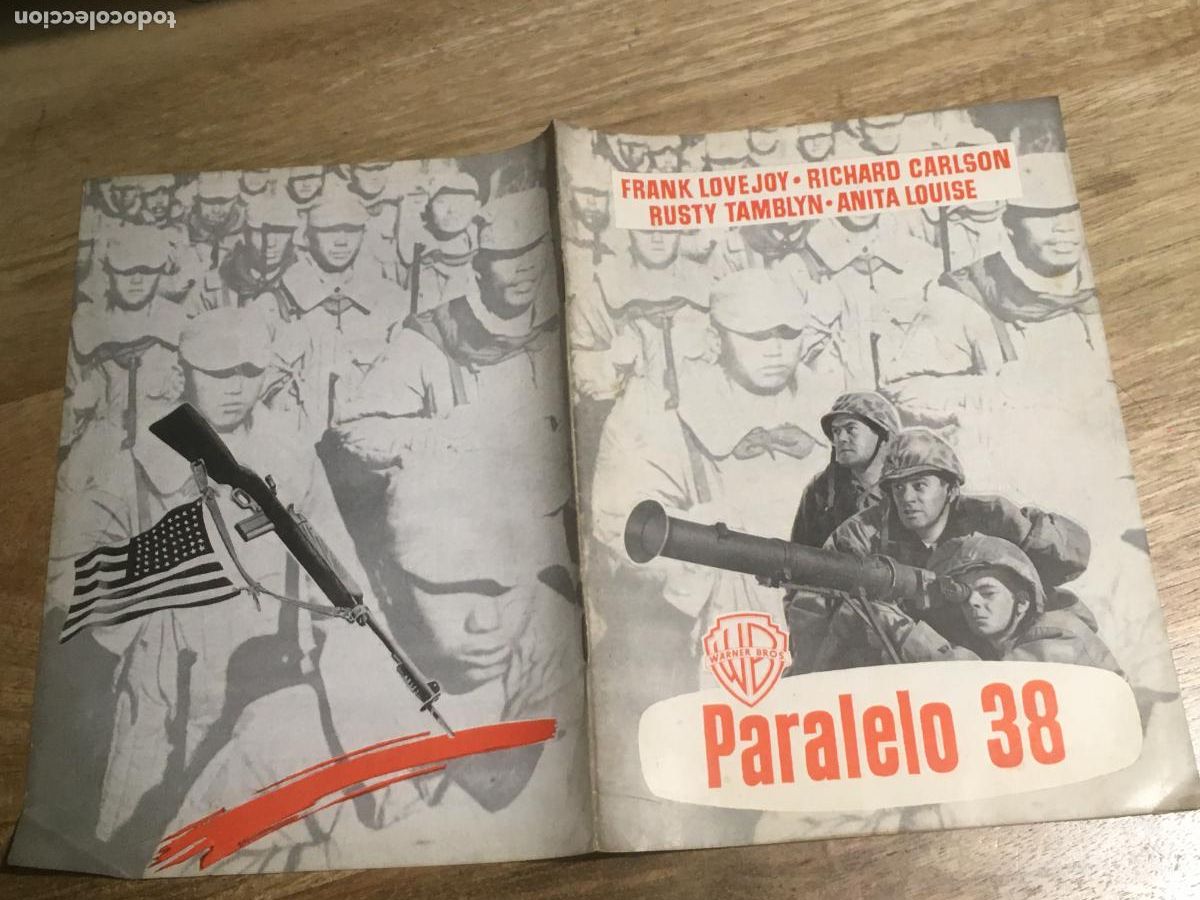 todocoleccion
FRANK LOVEJOY • RICHARD CARLSON
RUSTY TAMBLYN • ANITA LOUISE
WB
WARNER BROS.
Paralelo 38